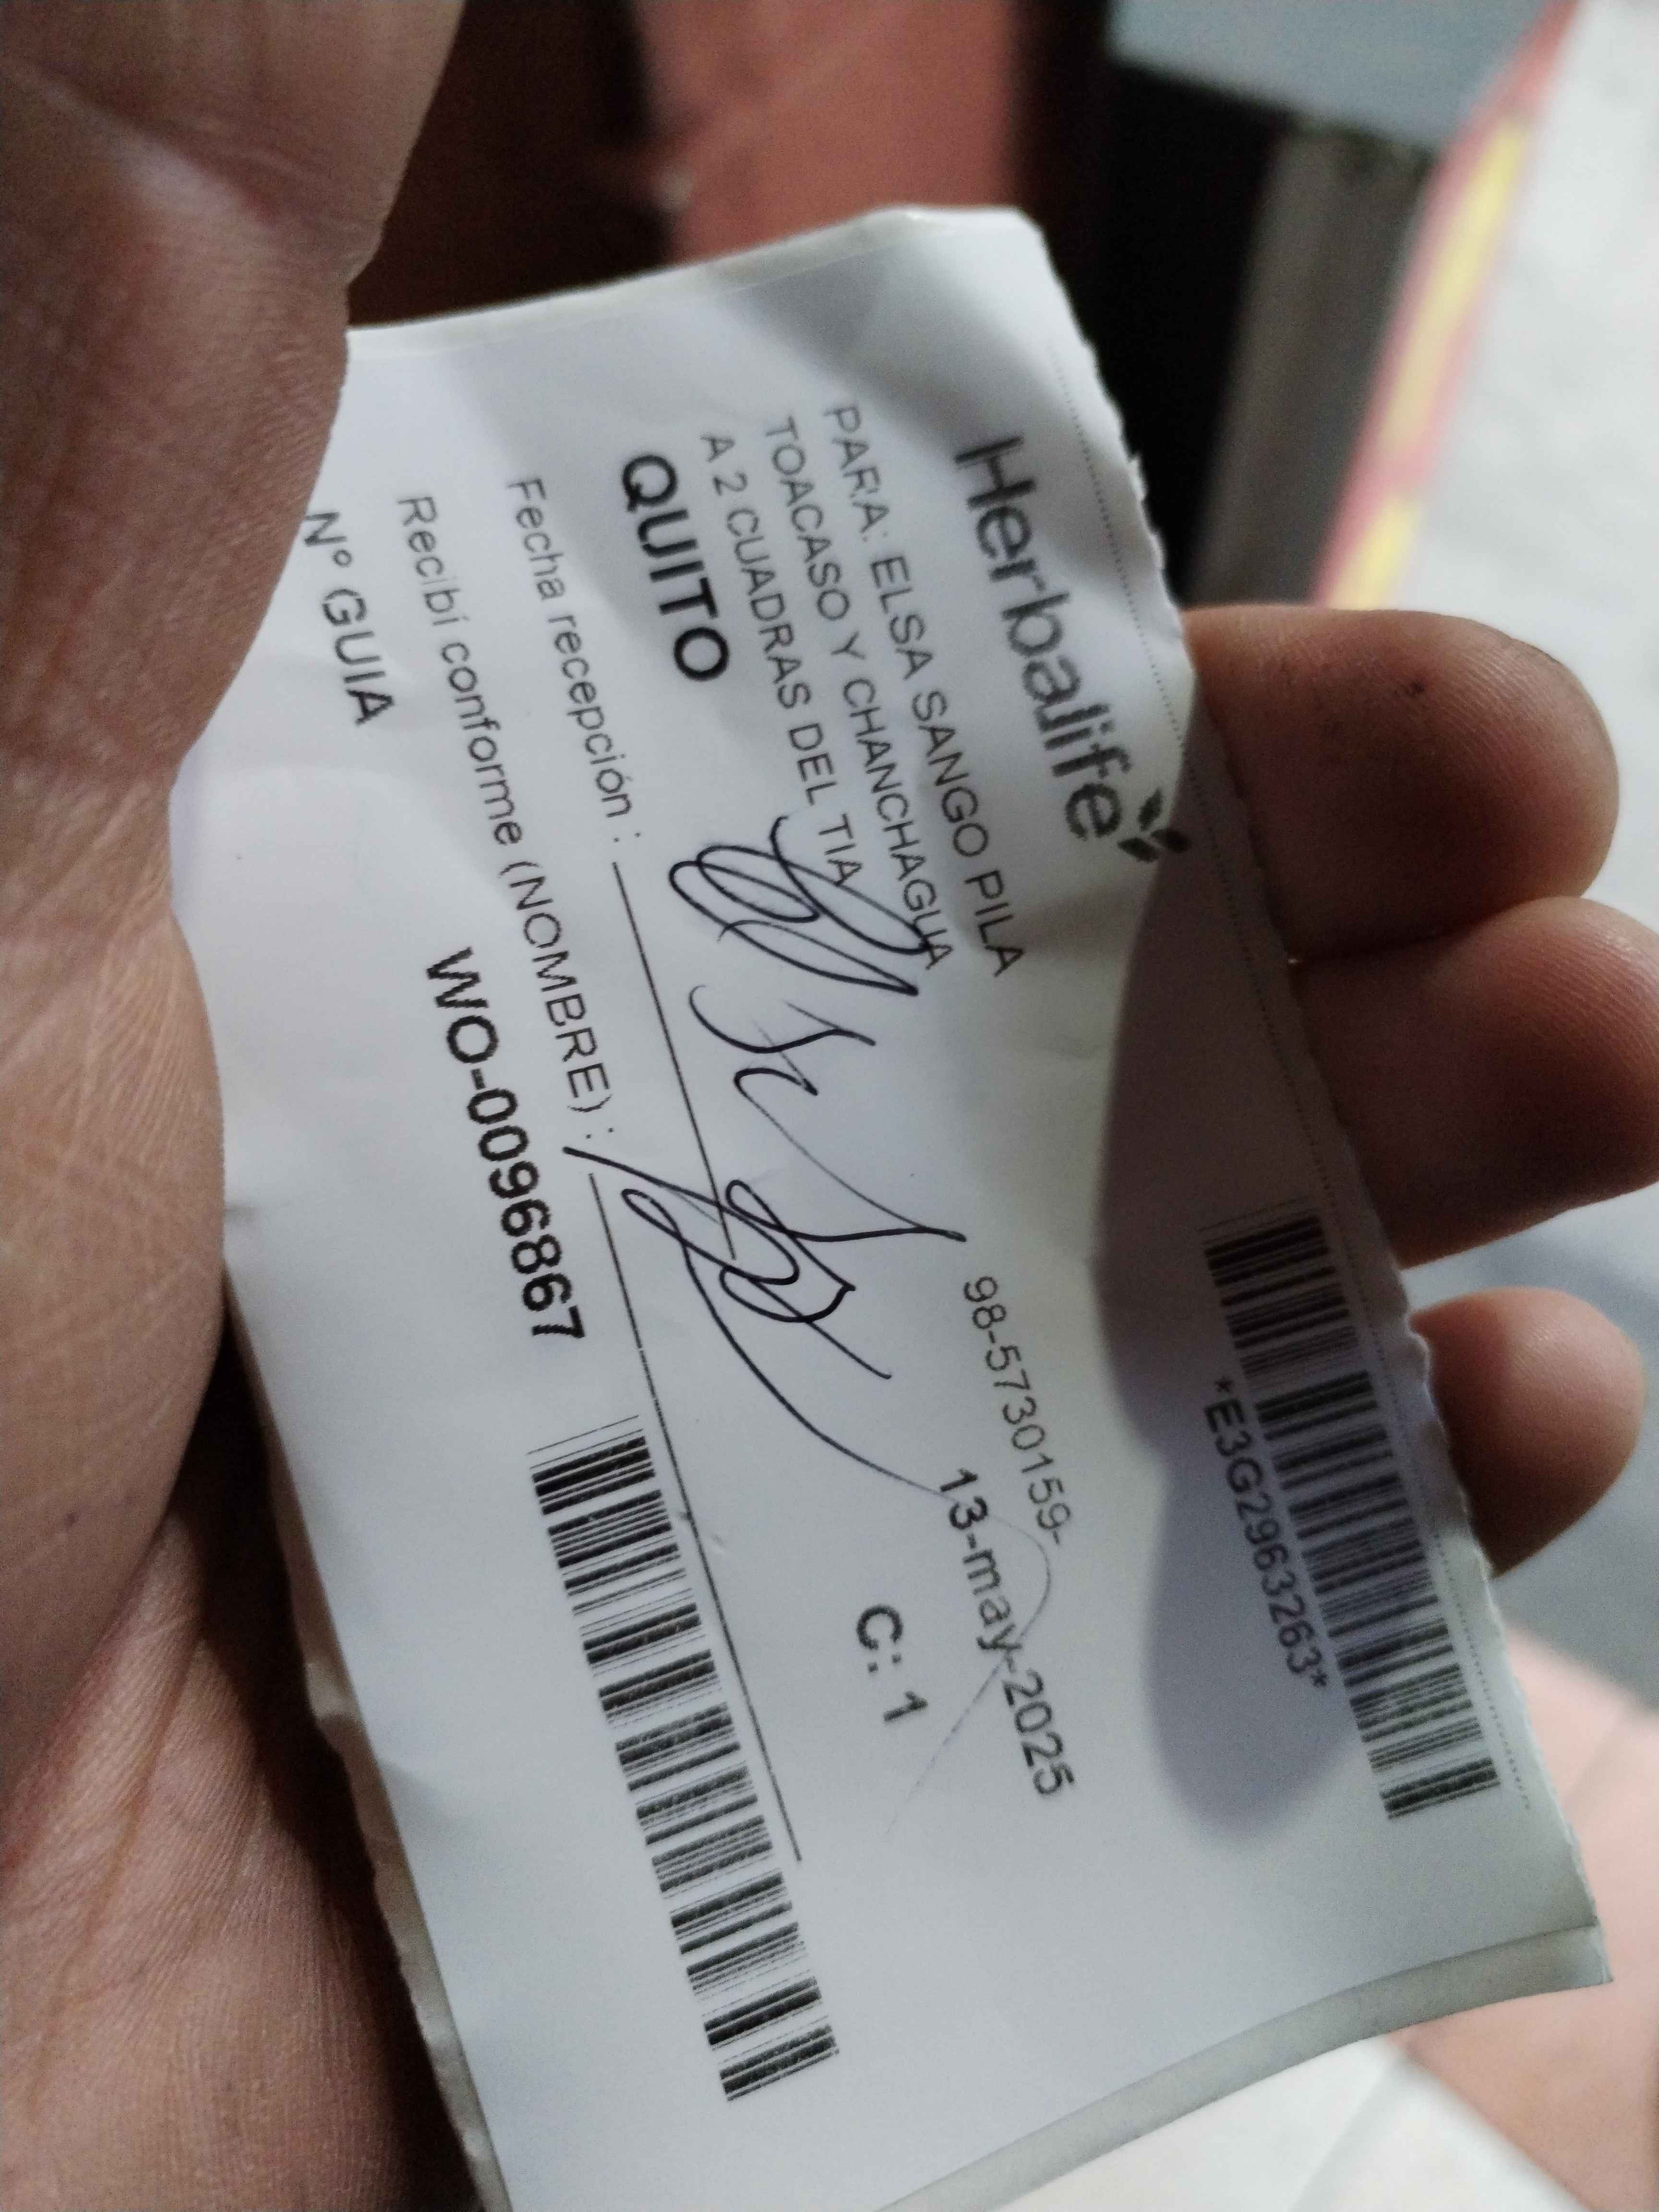 Herbalife
*E3G2963263*
PARA: ELSA SANGO PILA
98-5730159-
TOACASO Y CHANCHAGUA
13-may-2025
A 2 CUADRAS DEL TIA
QUITO
C: 1
Fecha recepción :
Recibi conforme (NOMBRE) :
Nº GUIA
WO-0096867